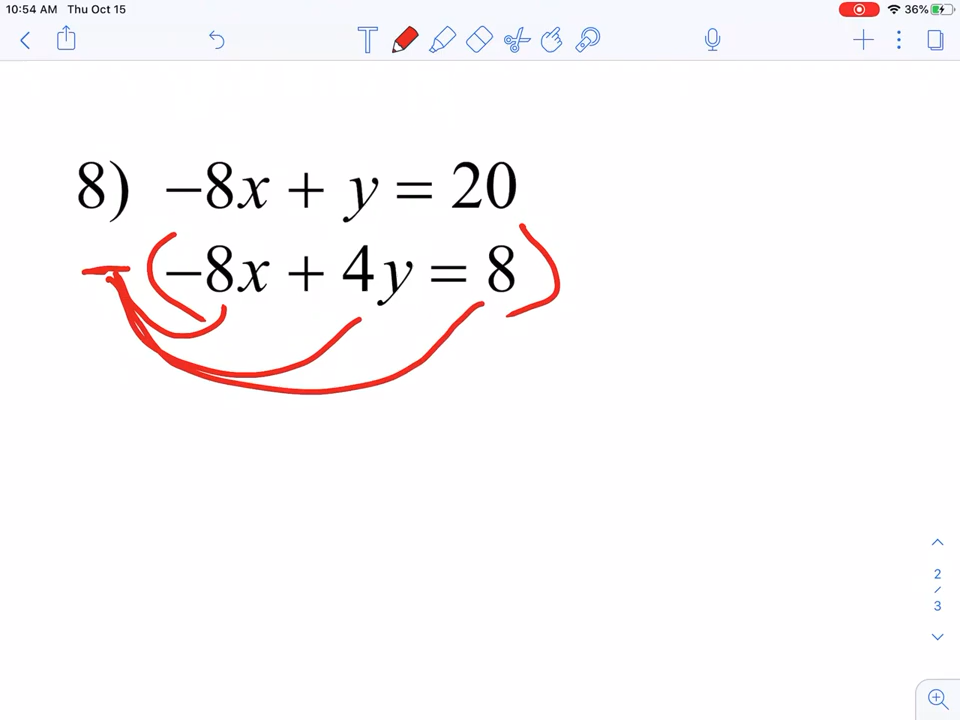 10:54 AM Thu Oct 15
36%
T
8) −8x + y = 20
−(−8x + 4y = 8)
2
/
3